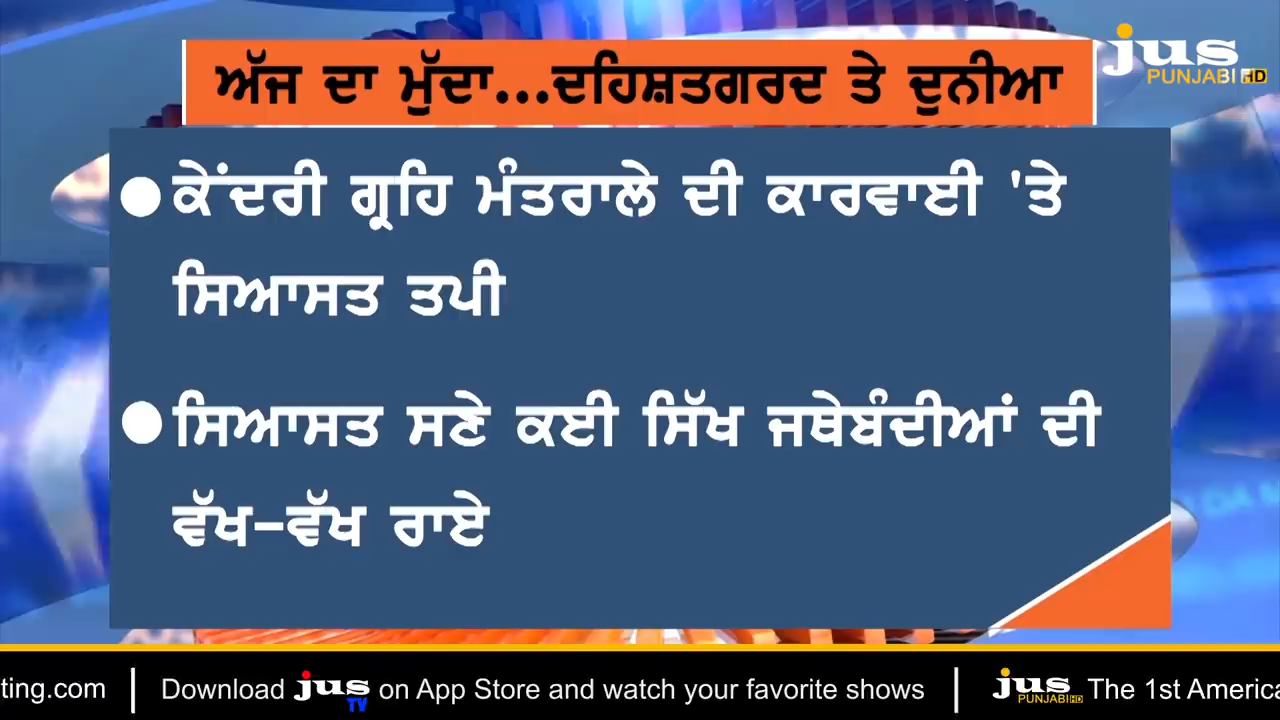 jus
PUNJABI HD
ਅੱਜ ਦਾ ਮੁੱਦਾ...ਦਹਿਸ਼ਤਗਰਦ ਤੇ ਦੁਨੀਆ
ਕੇਂਦਰੀ ਗ੍ਰਹਿ ਮੰਤਰਾਲੇ ਦੀ ਕਾਰਵਾਈ 'ਤੇ
ਸਿਆਸਤ ਤਪੀ
ਸਿਆਸਤ ਸਣੇ ਕਈ ਸਿੱਖ ਜਥੇਬੰਦੀਆਂ ਦੀ
ਵੱਖ-ਵੱਖ ਰਾਏ
ting.com | Download jus TV on App Store and watch your favorite shows | jus PUNJABI HD The 1st America